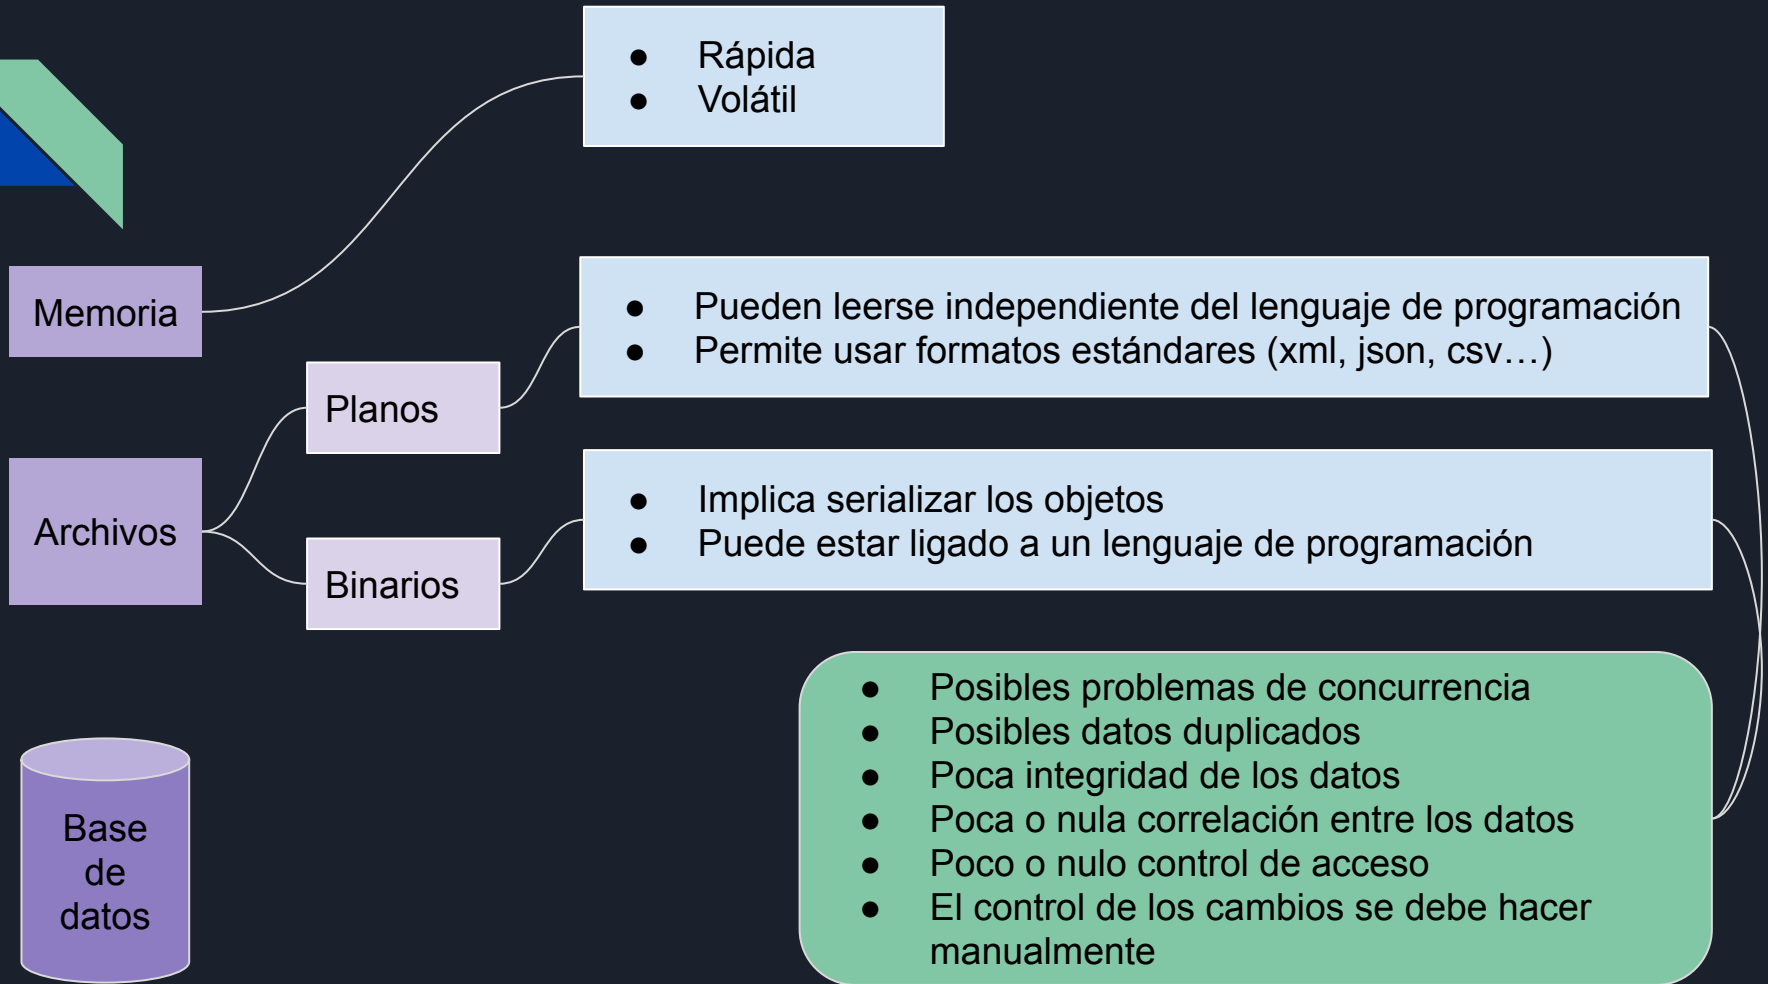 ● Rápida
● Volátil
Memoria
● Pueden leerse independiente del lenguaje de programación
● Permite usar formatos estándares (xml, json, csv…)
Planos
Archivos
● Implica serializar los objetos
● Puede estar ligado a un lenguaje de programación
Binarios
● Posibles problemas de concurrencia
● Posibles datos duplicados
● Poca integridad de los datos
● Poca o nula correlación entre los datos
● Poco o nulo control de acceso
● El control de los cambios se debe hacer
manualmente
Base
de
datos